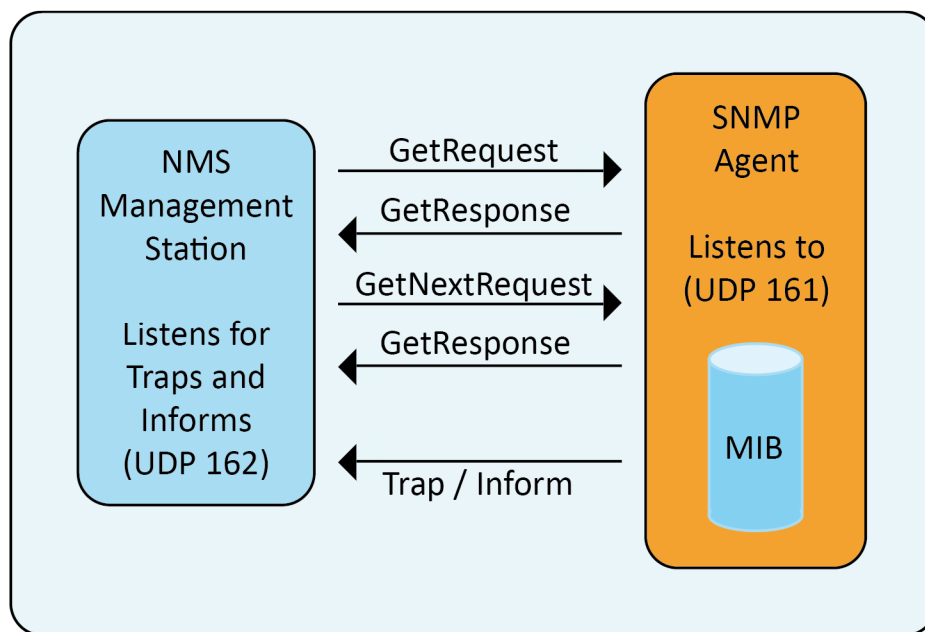 NMS
Management
Station
Listens for
Traps and
Informs
(UDP 162)
GetRequest
GetResponse
GetNextRequest
GetResponse
Trap / Inform
SNMP
Agent
Listens to
(UDP 161)
MIB